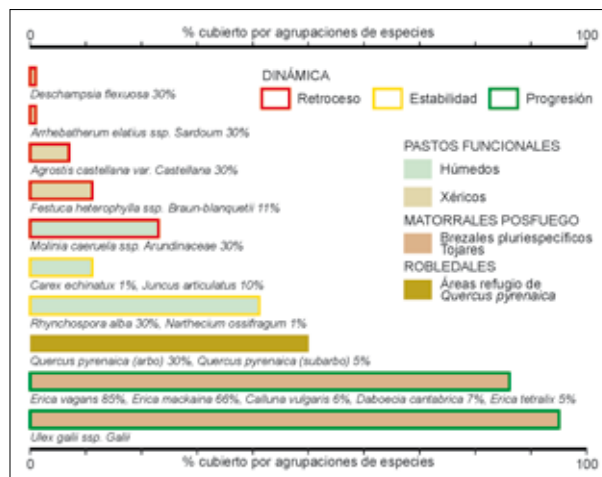 % cubierto por agrupaciones de especies
0 100
DINÁMICA
Retroceso Estabilidad Progresión
Deschampsia flexuosa 30%
Arrhebatherum elatius ssp. Sardoum 30%
PASTOS FUNCIONALES
Húmedos
Agrostis castellana var. Castellana 30%
Xéricos
Festuca heterophylla ssp. Braun-blanquetii 11%
MATORRALES POSFUEGO
Brezales pluriespecíficos
Tojares
Molinia caerula ssp. Arundinaceae 30%
ROBLEDALES
Áreas refugio de
Quercus pyrenaica
Carex echinatux 1%, Juncus articulatus 10%
Rhynchospora alba 30%, Narthecium ossifragum 1%
Quercus pyrenaica (arbo) 30%, Quercus pyrenaica (subarbo) 5%
Erica vagans 85%, Erica mackaina 66%, Calluna vulgaris 6%, Daboecia cantabrica 7%, Erica tetralix 5%
Ulex galii ssp. Galii
0 100
% cubierto por agrupaciones de especies